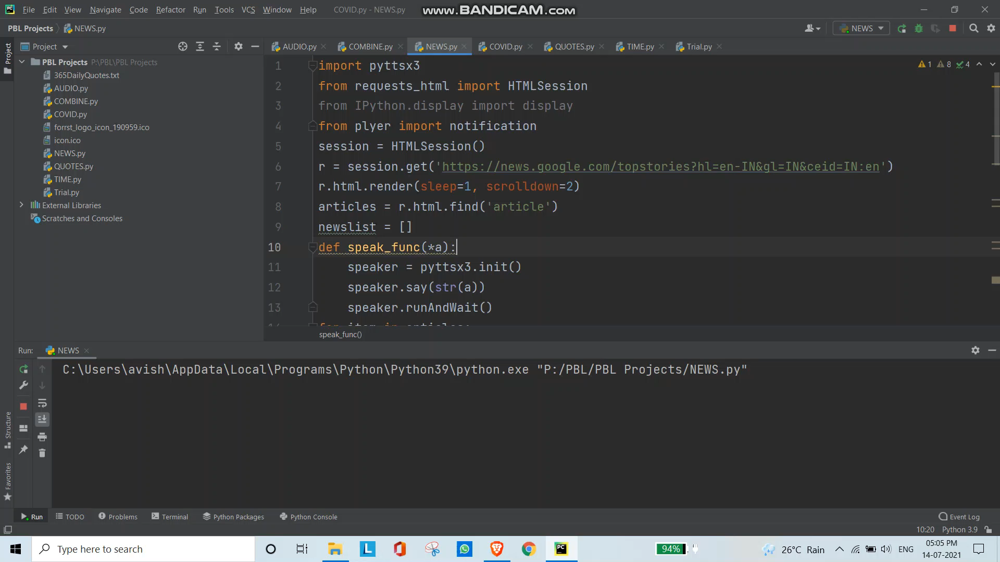 File Edit View Navigate Code Refactor Run Tools VCS Window Help COVID.py - NEWS.py
www.BANDICAM.com
PBL Projects NEWS.py
NEWS
Project
Project
AUDIO.py COMBINE.py NEWS.py COVID.py QUOTES.py TIME.py Trial.py
PBL Projects P:\PBL\PBL Projects
365DailyQuotes.txt
AUDIO.py
COMBINE.py
COVID.py
forrst_logo_icon_190959.ico
icon.ico
NEWS.py
QUOTES.py
TIME.py
Trial.py
External Libraries
Scratches and Consoles
1 8 4
1 import pyttsx3
2 from requests_html import HTMLSession
3 from IPython.display import display
4 from plyer import notification
5 session = HTMLSession()
6 r = session.get('https://news.google.com/topstories?hl=en-IN&gl=IN&ceid=IN:en')
7 r.html.render(sleep=1, scrolldown=2)
8 articles = r.html.find('article')
9 newslist = []
10 def speak_func(*a):
11 speaker = pyttsx3.init()
12 speaker.say(str(a))
13 speaker.runAndWait()
speak_func()
Run: NEWS
C:\Users\avish\AppData\Local\Programs\Python\Python39\python.exe "P:/PBL/PBL Projects/NEWS.py"
Structure
Favorites
Run TODO Problems Terminal Python Packages Python Console Event Log
10:20 Python 3.9
Type here to search
94%
26°C Rain
ENG
05:05 PM
14-07-2021